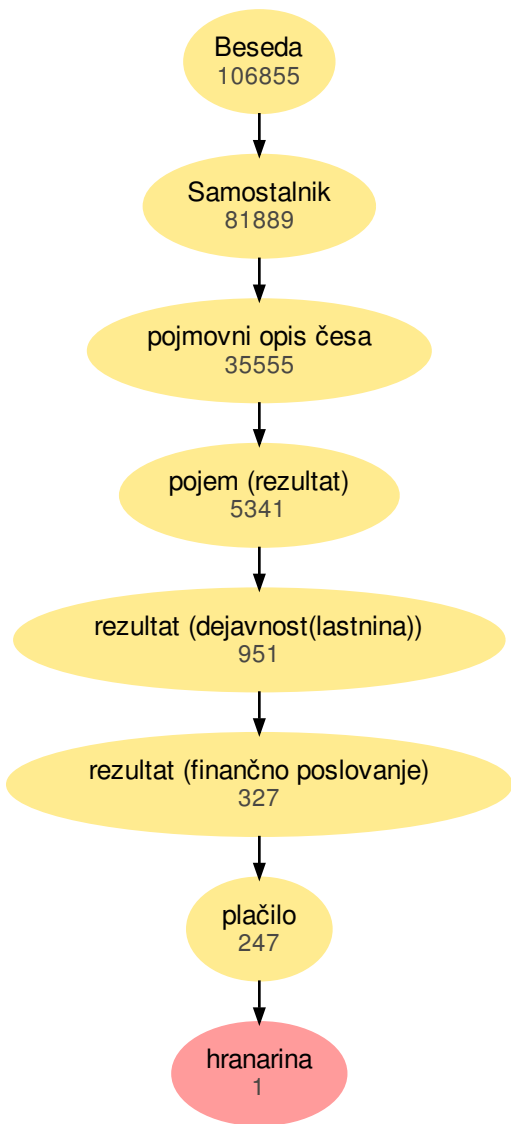 Beseda
106855
Samostalnik
81889
pojmovni opis česa
35555
pojem (rezultat)
5341
rezultat (dejavnost(lastnina))
951
rezultat (finančno poslovanje)
327
plačilo
247
hranarina
1